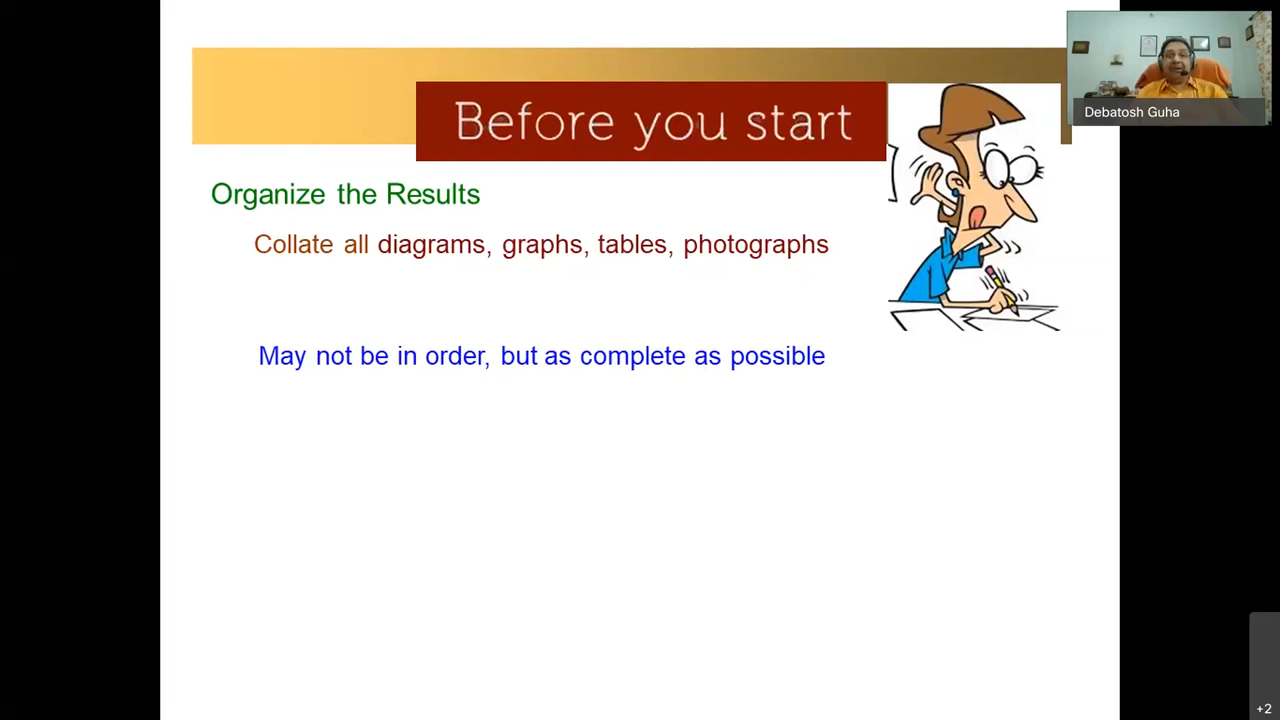 Before you start
Debatosh Guha
Organize the Results
Collate all diagrams, graphs, tables, photographs
May not be in order, but as complete as possible
+2